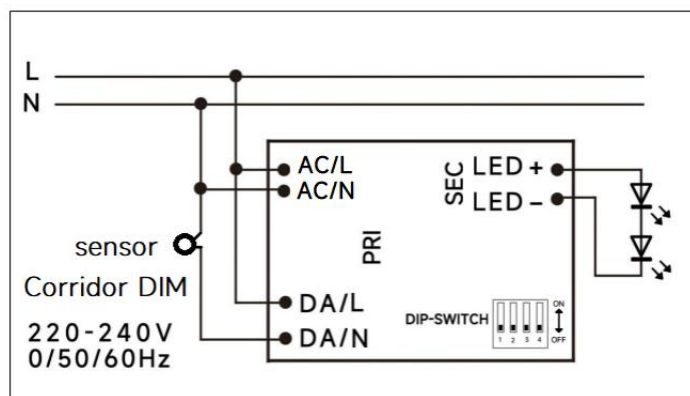 L
N
AC/L
AC/N
PRI
SEC
LED +
LED -
sensor
Corridor DIM
220-240V
0/50/60Hz
DA/L
DA/N
DIP-SWITCH
ON
OFF
1 2 3 4